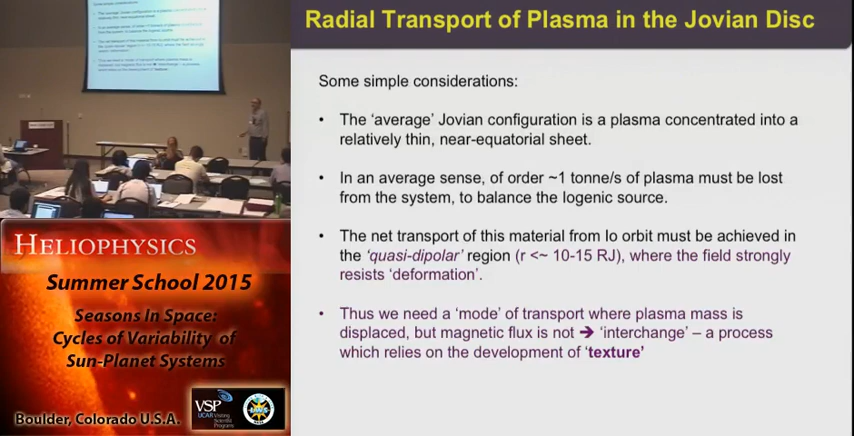 Radial Transport of Plasma in the Jovian Disc
Some simple considerations:
• The ‘average’ Jovian configuration is a plasma concentrated into a
relatively thin, near-equatorial sheet.
• In an average sense, of order ~1 tonne/s of plasma must be lost
from the system, to balance the Iogenic source.
• The net transport of this material from Io orbit must be achieved in
the ‘quasi-dipolar’ region (r <~ 10-15 RJ), where the field strongly
resists ‘deformation’.
• Thus we need a ‘mode’ of transport where plasma mass is
displaced, but magnetic flux is not ➔ ‘interchange’ – a process
which relies on the development of ‘texture’
HELIOPHYSICS
Summer School 2015
Seasons In Space:
Cycles of Variability of
Sun-Planet Systems
VSP
UCAR Visiting
Scientist
Programs
Boulder, Colorado U.S.A.